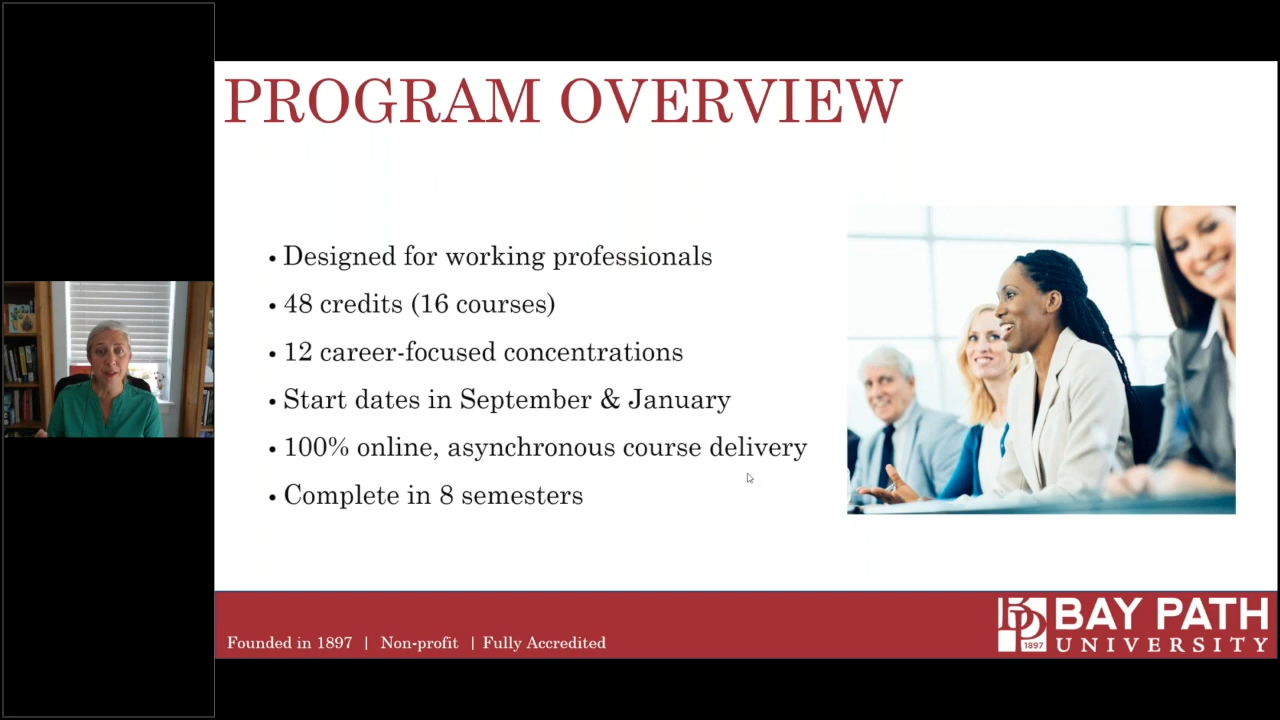 PROGRAM OVERVIEW
• Designed for working professionals
• 48 credits (16 courses)
• 12 career-focused concentrations
• Start dates in September & January
• 100% online, asynchronous course delivery
• Complete in 8 semesters
Founded in 1897 | Non-profit | Fully Accredited
1897
BAY PATH
UNIVERSITY